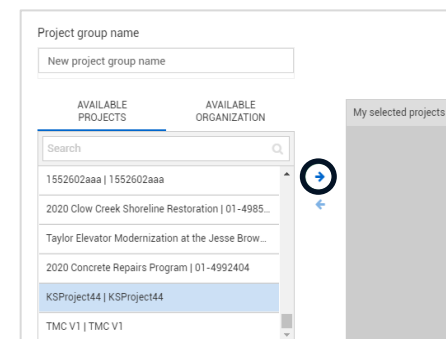 Project group name
New project group name
AVAILABLE PROJECTS
AVAILABLE ORGANIZATION
My selected projects
Search
1552602aaa | 1552602aaa
2020 Clow Creek Shoreline Restoration | 01-4985...
Taylor Elevator Modernization at the Jesse Brow...
2020 Concrete Repairs Program | 01-4992404
KSProject44 | KSProject44
TMC V1 | TMC V1